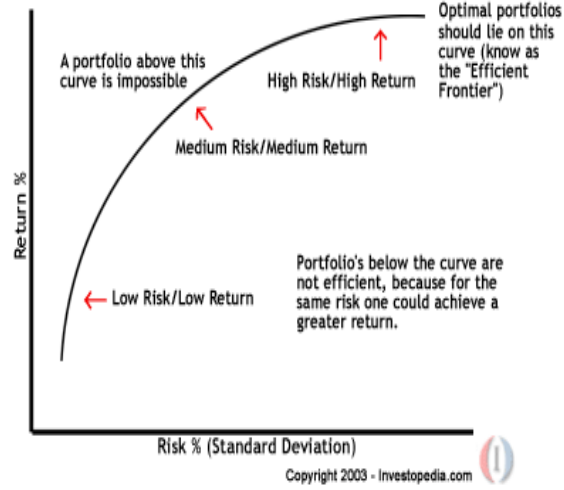 Optimal portfolios
should lie on this
curve (know as
the "Efficient
Frontier")
A portfolio above this
curve is impossible
High Risk/High Return
Medium Risk/Medium Return
Return %
Portfolio's below the curve are
not efficient, because for the
same risk one could achieve a
greater return.
Low Risk/Low Return
Risk % (Standard Deviation)
Copyright 2003 - Investopedia.com